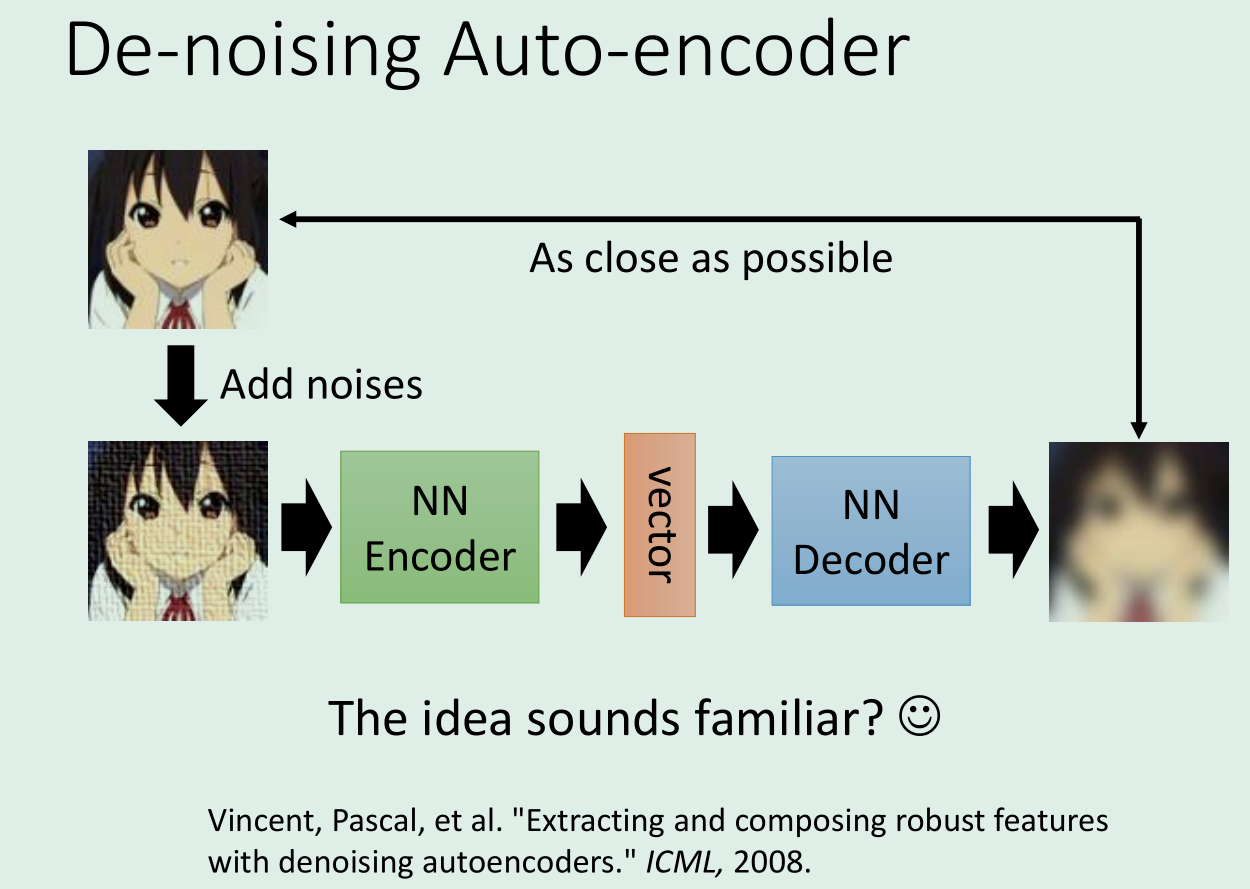 De-noising Auto-encoder
As close as possible
Add noises
NN
Encoder
vector
NN
Decoder
The idea sounds familiar? ☺
Vincent, Pascal, et al. "Extracting and composing robust features
with denoising autoencoders." ICML, 2008.